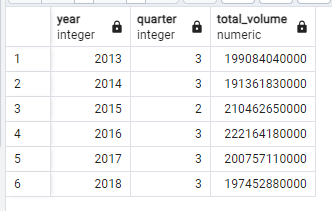 year quarter total_volume
integer integer numeric
1 2013 3 199084040000
2 2014 3 191361830000
3 2015 2 210462650000
4 2016 3 222164180000
5 2017 3 200757110000
6 2018 3 197452880000